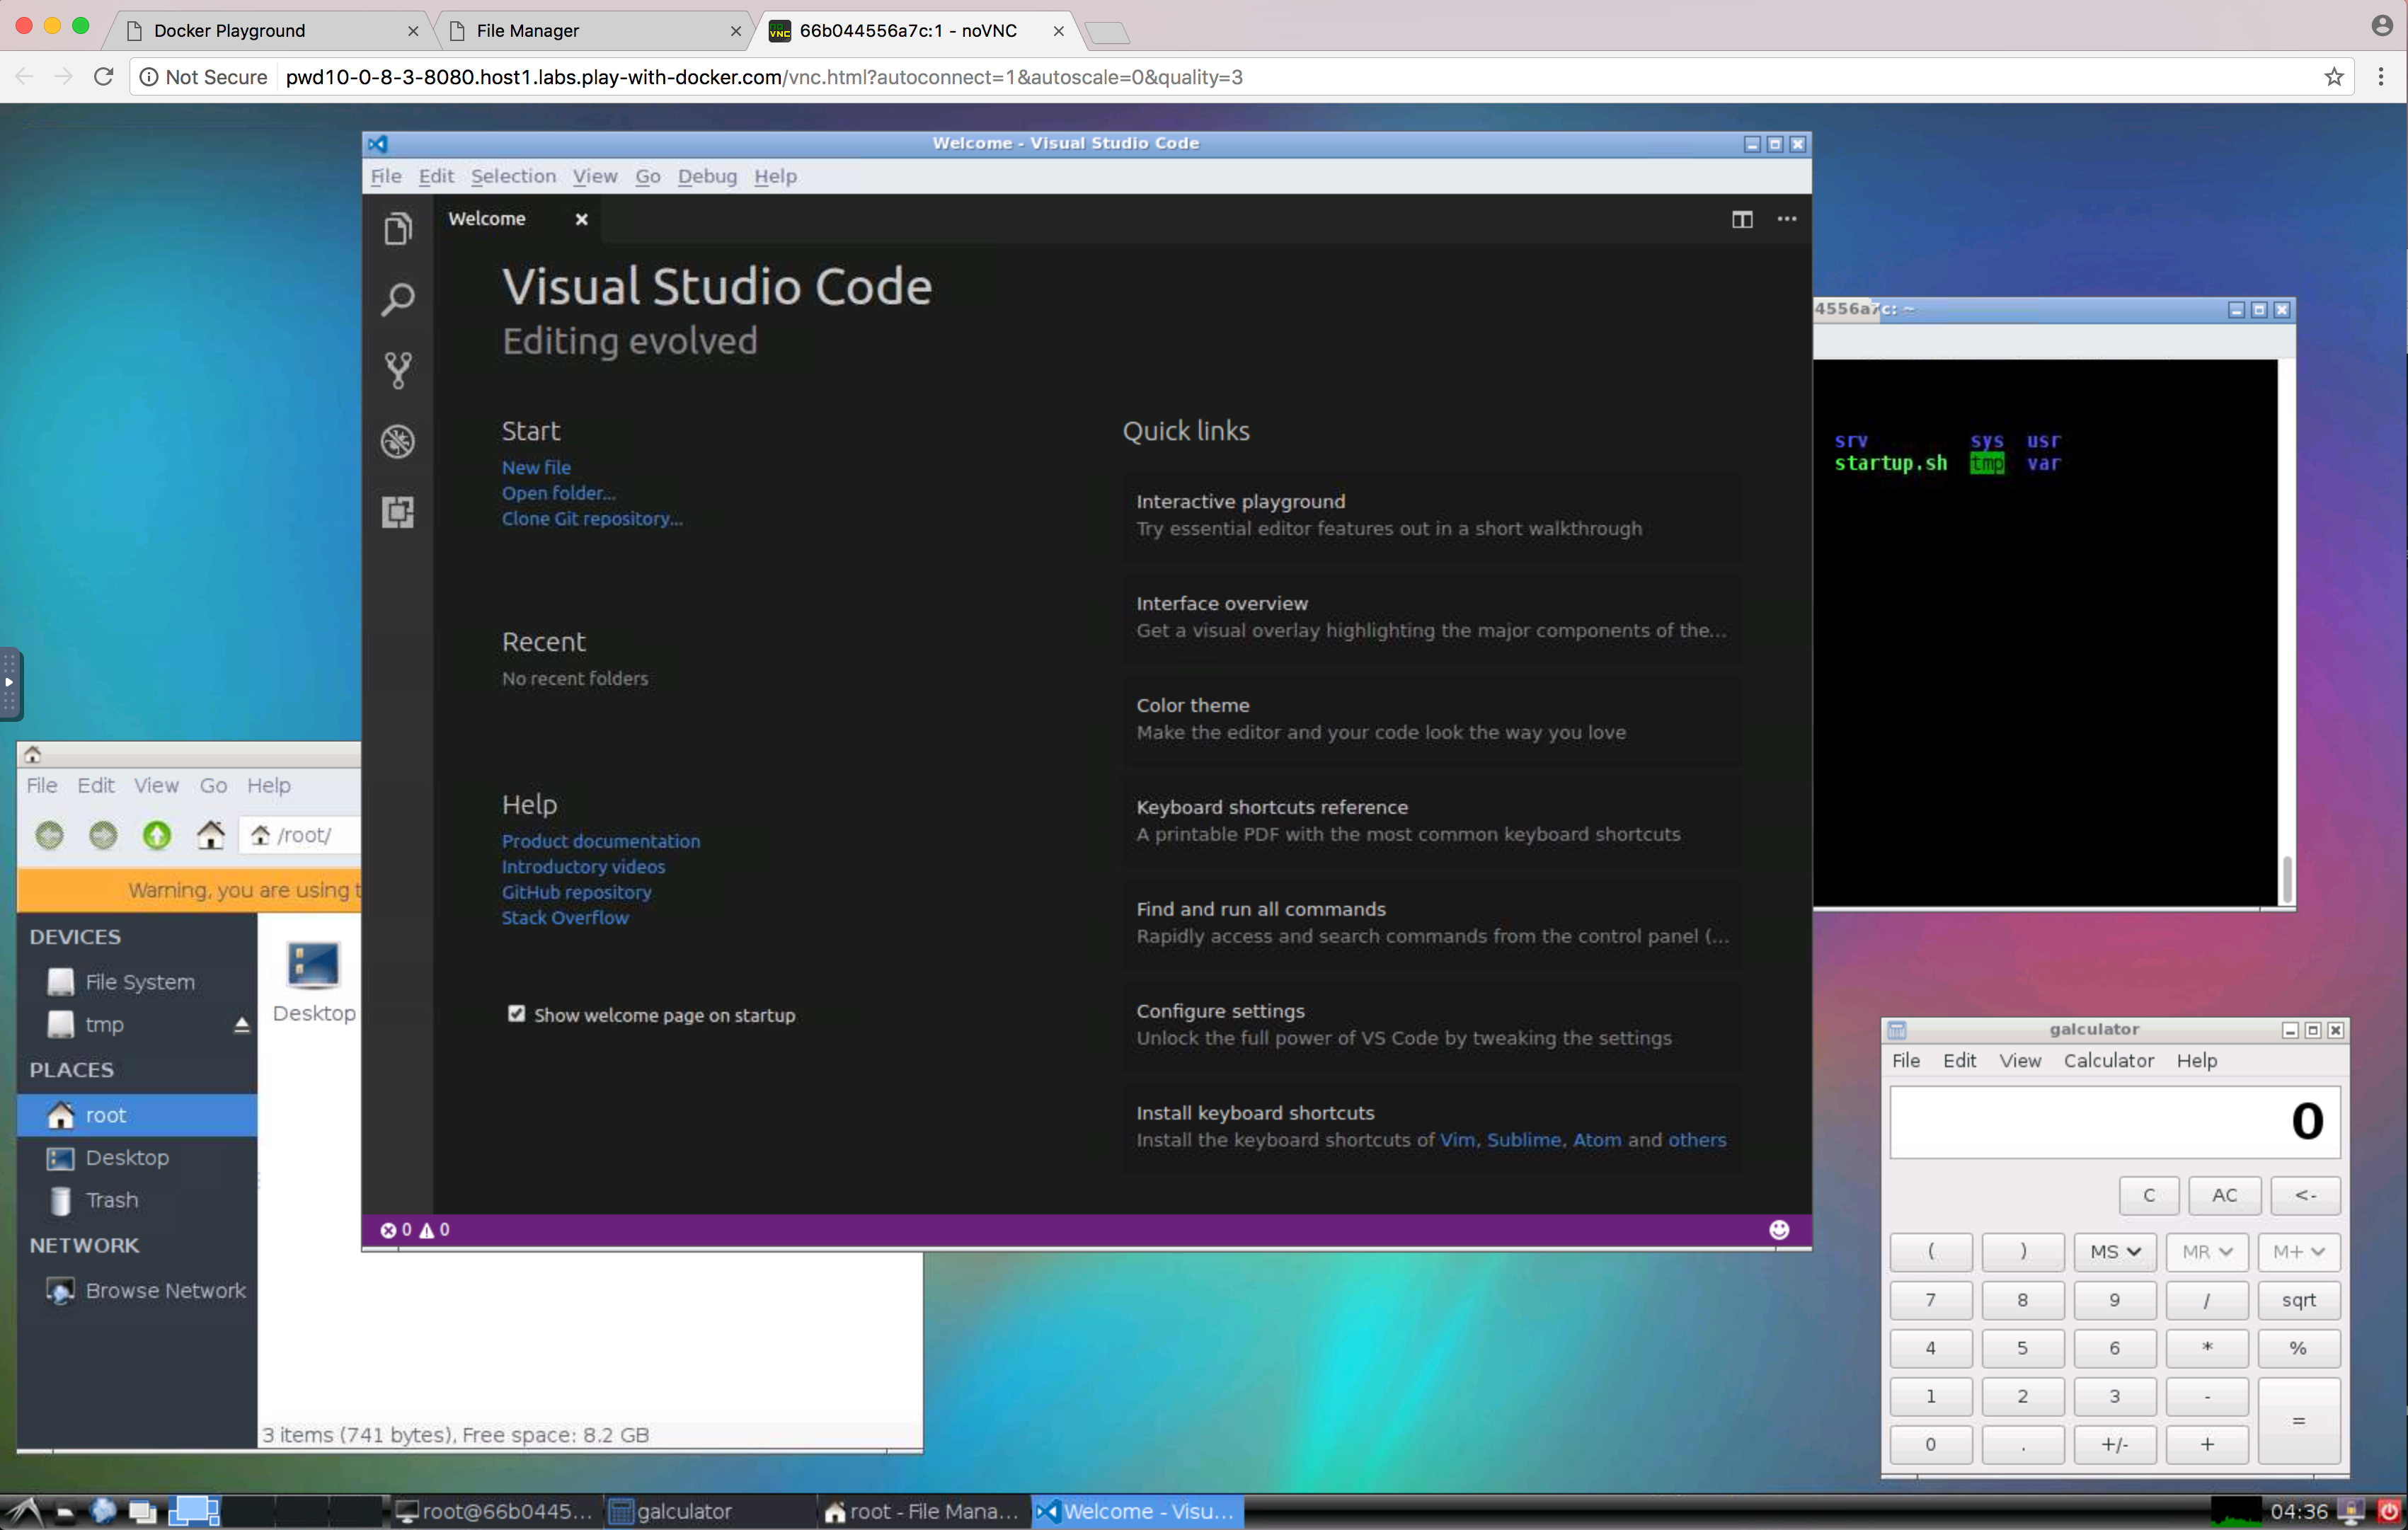 Docker Playground
File Manager
66b044556a7c:1 - noVNC
Not Secure
pwd10-0-8-3-8080.host1.labs.play-with-docker.com/vnc.html?autoconnect=1&autoscale=0&quality=3
Welcome - Visual Studio Code
File Edit Selection View Go Debug Help
Welcome
Visual Studio Code
Editing evolved
Start
New file
Open folder...
Clone Git repository...
Recent
No recent folders
Help
Product documentation
Introductory videos
GitHub repository
Stack Overflow
Show welcome page on startup
Quick links
Interactive playground
Try essential editor features out in a short walkthrough
Interface overview
Get a visual overlay highlighting the major components of the...
Color theme
Make the editor and your code look the way you love
Keyboard shortcuts reference
A printable PDF with the most common keyboard shortcuts
Find and run all commands
Rapidly access and search commands from the control panel (...
Configure settings
Unlock the full power of VS Code by tweaking the settings
Install keyboard shortcuts
Install the keyboard shortcuts of Vim, Sublime, Atom and others
0 0
4556a7c: ~
srv sys usr
startup.sh tmp var
File Edit View Go Help
/root/
Warning, you are using t
DEVICES
File System
tmp
PLACES
root
Desktop
Trash
NETWORK
Browse Network
Desktop
3 items (741 bytes), Free space: 8.2 GB
galculator
File Edit View Calculator Help
0
C AC <-
( ) MS MR M+
7 8 9 / sqrt
4 5 6 * %
1 2 3 - =
0 . +/- +
root@66b0445...
galculator
root - File Mana...
Welcome - Visu...
04:36